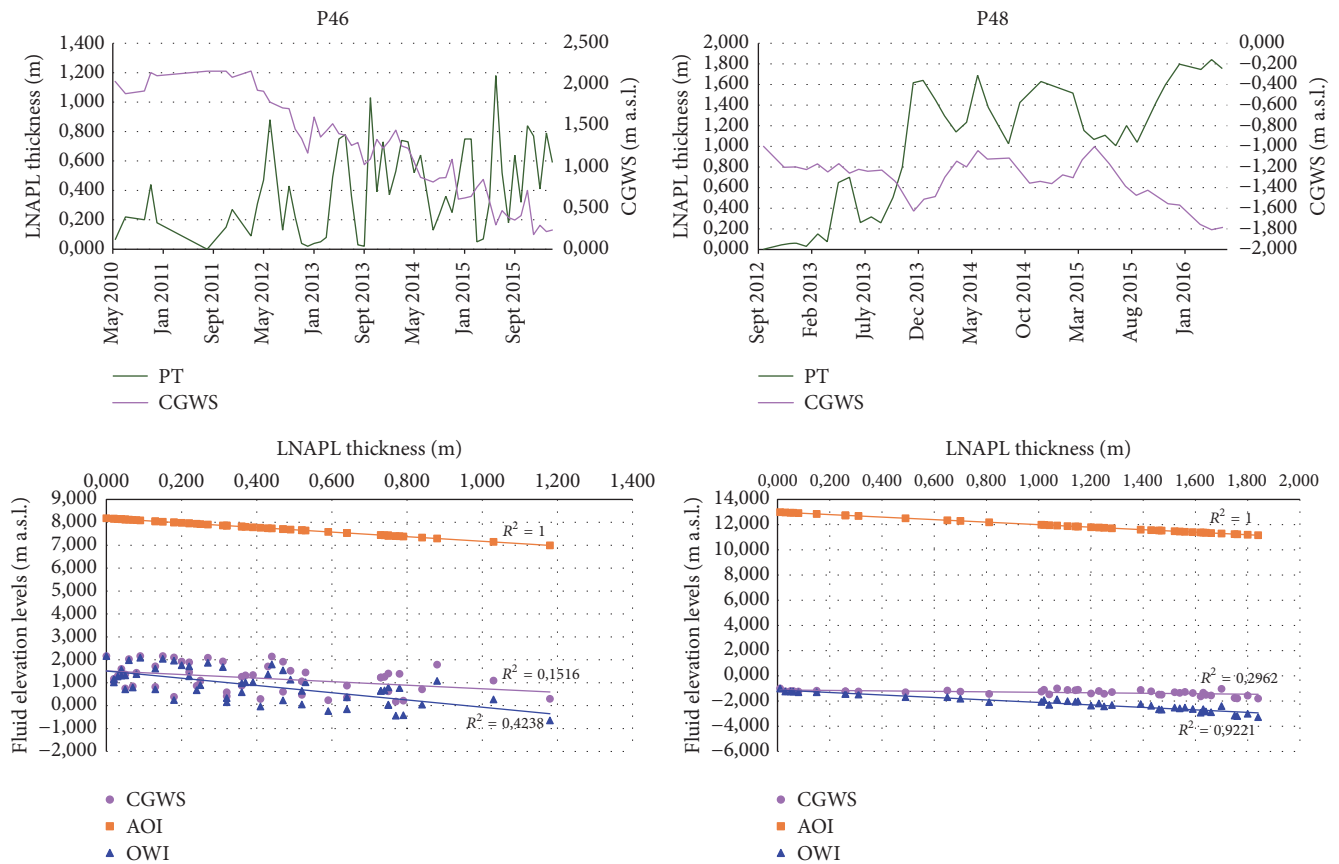 P46
LNAPL thickness (m)
1,400
1,200
1,000
0,800
0,600
0,400
0,200
0,000
2,500
2,000
1,500
1,000
0,500
0,000
CGWS
(m a.s.l.)
May 2010
Jan 2011
Sept 2011
May 2012
Jan 2013
Sept 2013
May 2014
Jan 2015
Sept 2015
PT
CGWS
P48
LNAPL thickness (m)
2,000
1,800
1,600
1,400
1,200
1,000
0,800
0,600
0,400
0,200
0,000
0,000
−0,200
−0,400
−0,600
−0,800
−1,000
−1,200
−1,400
−1,600
−1,800
−2,000
CGWS
(m a.s.l.)
Sept 2012
Feb 2013
July 2013
Dec 2013
May 2014
Oct 2014
Mar 2015
Aug 2015
Jan 2016
PT
CGWS
LNAPL thickness (m)
0,000 0,200 0,400 0,600 0,800 1,000 1,200 1,400
Fluid elevation levels (m a.s.l.)
9,000
8,000
7,000
6,000
5,000
4,000
3,000
2,000
1,000
0,000
−1,000
−2,000
R² = 1
R² = 0,1516
R² = 0,4238
CGWS
AOI
OWI
LNAPL thickness (m)
0,000 0,200 0,400 0,600 0,800 1,000 1,200 1,400 1,600 1,800 2,000
Fluid elevation levels (m a.s.l.)
14,000
12,000
10,000
8,000
6,000
4,000
2,000
0,000
−2,000
−4,000
−6,000
R² = 1
R² = 0,2962
R² = 0,9221
CGWS
AOI
OWI